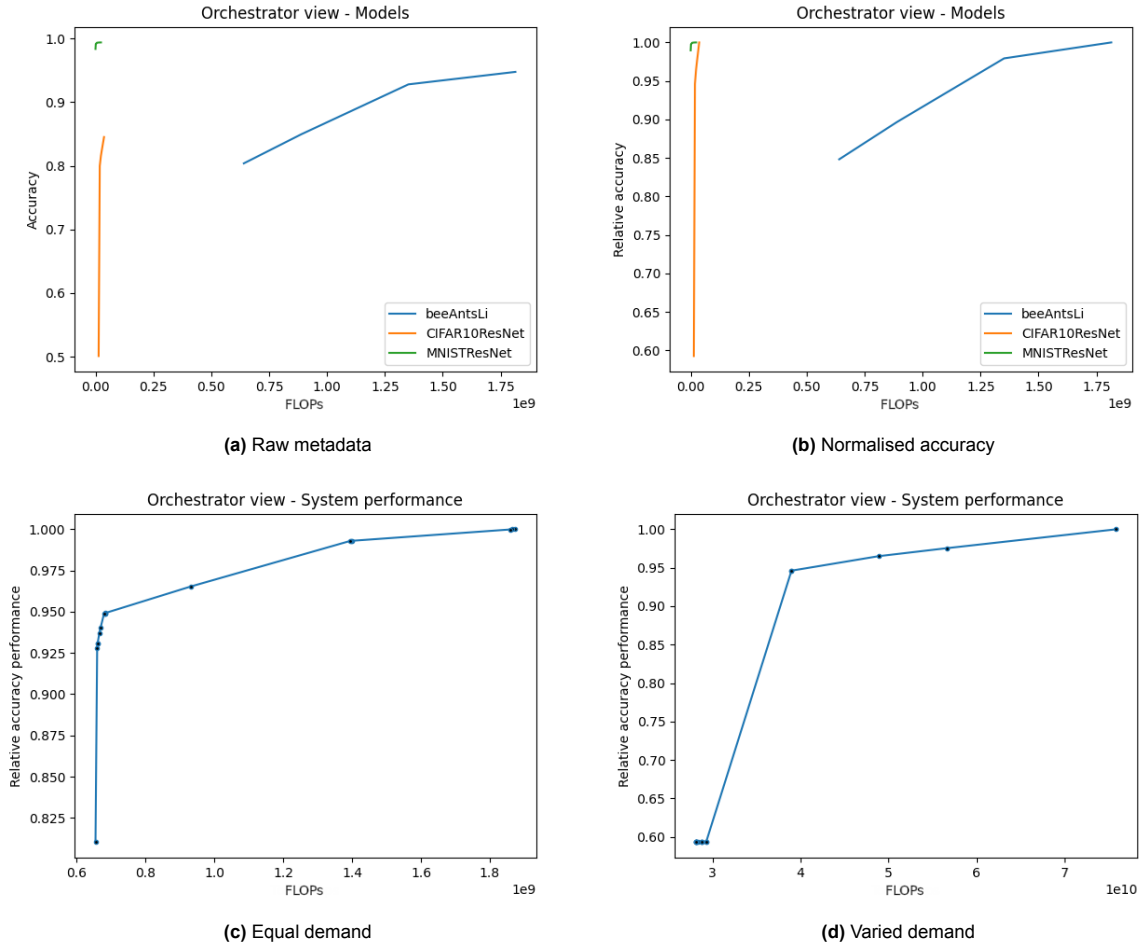 Orchestrator view - Models
1.0
0.9
0.8
0.7
0.6
0.5
Accuracy
beeAntsLi
CIFAR10ResNet
MNISTResNet
0.00 0.25 0.50 0.75 1.00 1.25 1.50 1.75
1e9
FLOPs
(a) Raw metadata
Orchestrator view - Models
1.00
0.95
0.90
0.85
0.80
0.75
0.70
0.65
0.60
Relative accuracy
beeAntsLi
CIFAR10ResNet
MNISTResNet
0.00 0.25 0.50 0.75 1.00 1.25 1.50 1.75
1e9
FLOPs
(b) Normalised accuracy
Orchestrator view - System performance
1.000
0.975
0.950
0.925
0.900
0.875
0.850
0.825
Relative accuracy performance
0.6 0.8 1.0 1.2 1.4 1.6 1.8
1e9
FLOPs
(c) Equal demand
Orchestrator view - System performance
1.00
0.95
0.90
0.85
0.80
0.75
0.70
0.65
0.60
Relative accuracy performance
3 4 5 6 7
1e10
FLOPs
(d) Varied demand